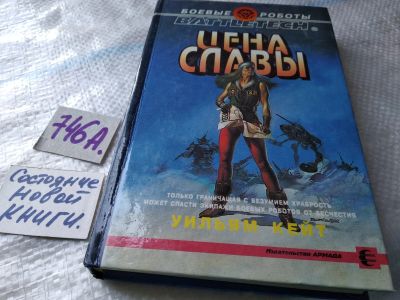 БОЕВЫЕ РОБОТЫ
BATTLETECH®
ЦЕНА
СЛАВЫ
ТОЛЬКО ГРАНИЧАЩАЯ С БЕЗУМИЕМ ХРАБРОСТЬ
МОЖЕТ СПАСТИ ЭКИПАЖИ БОЕВЫХ РОБОТОВ ОТ БЕСЧЕСТИЯ
УИЛЬЯМ КЕЙТ
Издательство АРМАДА
746А.
Состояние
новой
книги.